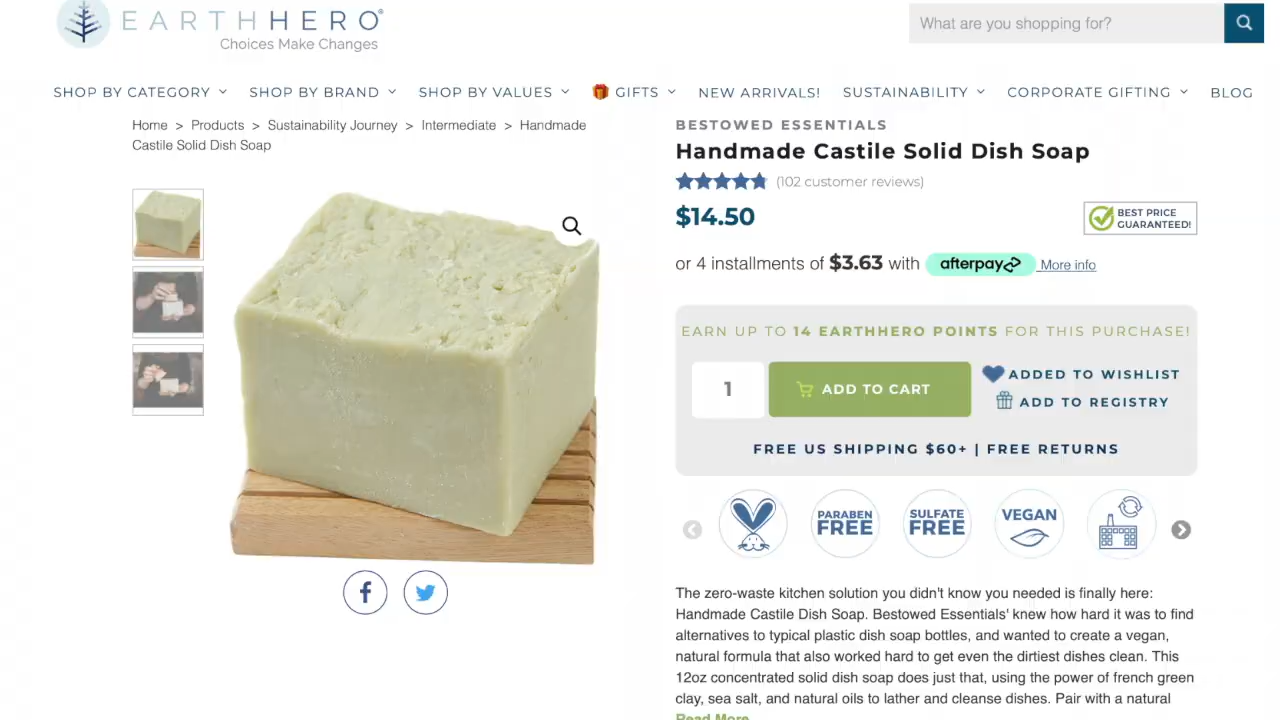 EARTHHERO®
Choices Make Changes
What are you shopping for?
SHOP BY CATEGORY SHOP BY BRAND SHOP BY VALUES GIFTS NEW ARRIVALS! SUSTAINABILITY CORPORATE GIFTING BLOG
Home > Products > Sustainability Journey > Intermediate > Handmade
Castile Solid Dish Soap
BESTOWED ESSENTIALS
Handmade Castile Solid Dish Soap
(102 customer reviews)
$14.50
BEST PRICE
GUARANTEED!
or 4 installments of $3.63 with afterpay More info
EARN UP TO 14 EARTHHERO POINTS FOR THIS PURCHASE!
1 ADD TO CART
ADDED TO WISHLIST
ADD TO REGISTRY
FREE US SHIPPING $60+ | FREE RETURNS
PARABEN
FREE
SULFATE
FREE
VEGAN
The zero-waste kitchen solution you didn't know you needed is finally here:
Handmade Castile Dish Soap. Bestowed Essentials' knew how hard it was to find
alternatives to typical plastic dish soap bottles, and wanted to create a vegan,
natural formula that also worked hard to get even the dirtiest dishes clean. This
12oz concentrated solid dish soap does just that, using the power of french green
clay, sea salt, and natural oils to lather and cleanse dishes. Pair with a natural
Read More